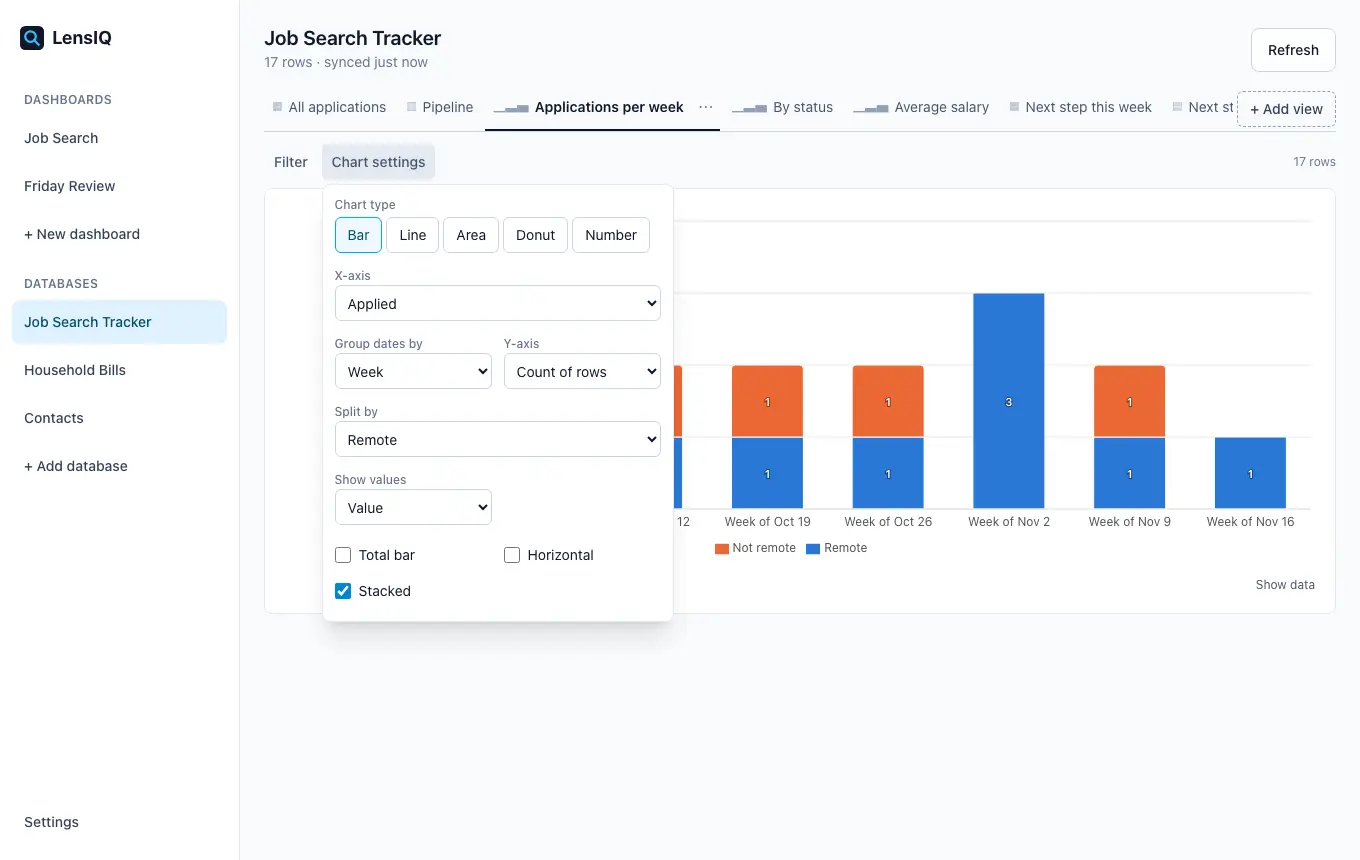 LensIQ
DASHBOARDS
Job Search
Friday Review
+ New dashboard
DATABASES
Job Search Tracker
Household Bills
Contacts
+ Add database
Settings
Job Search Tracker
17 rows · synced just now
Refresh
All applications
Pipeline
Applications per week
···
By status
Average salary
Next step this week
Next st
+ Add view
Filter
Chart settings
17 rows
Chart type
Bar
Line
Area
Donut
Number
X-axis
Applied
Group dates by
Y-axis
Week
Count of rows
Split by
Remote
Show values
Value
Total bar
Horizontal
Stacked
1
1
3
1
1
1
1
1
12
Week of Oct 19
Week of Oct 26
Week of Nov 2
Week of Nov 9
Week of Nov 16
Not remote
Remote
Show data